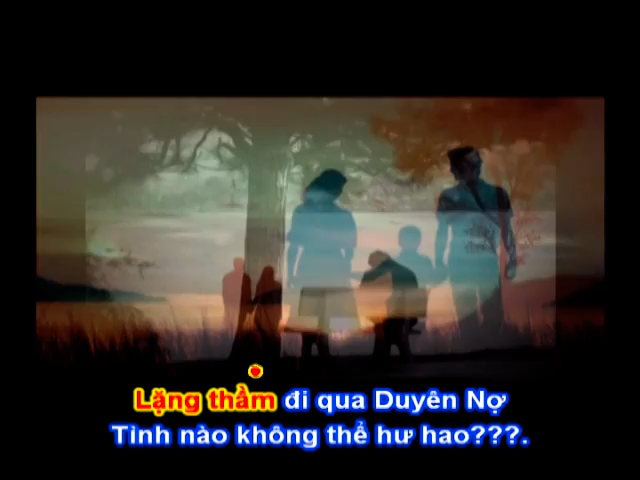 Lặng thầm đi qua Duyên Nợ
Tình nào không thể hư hao???.